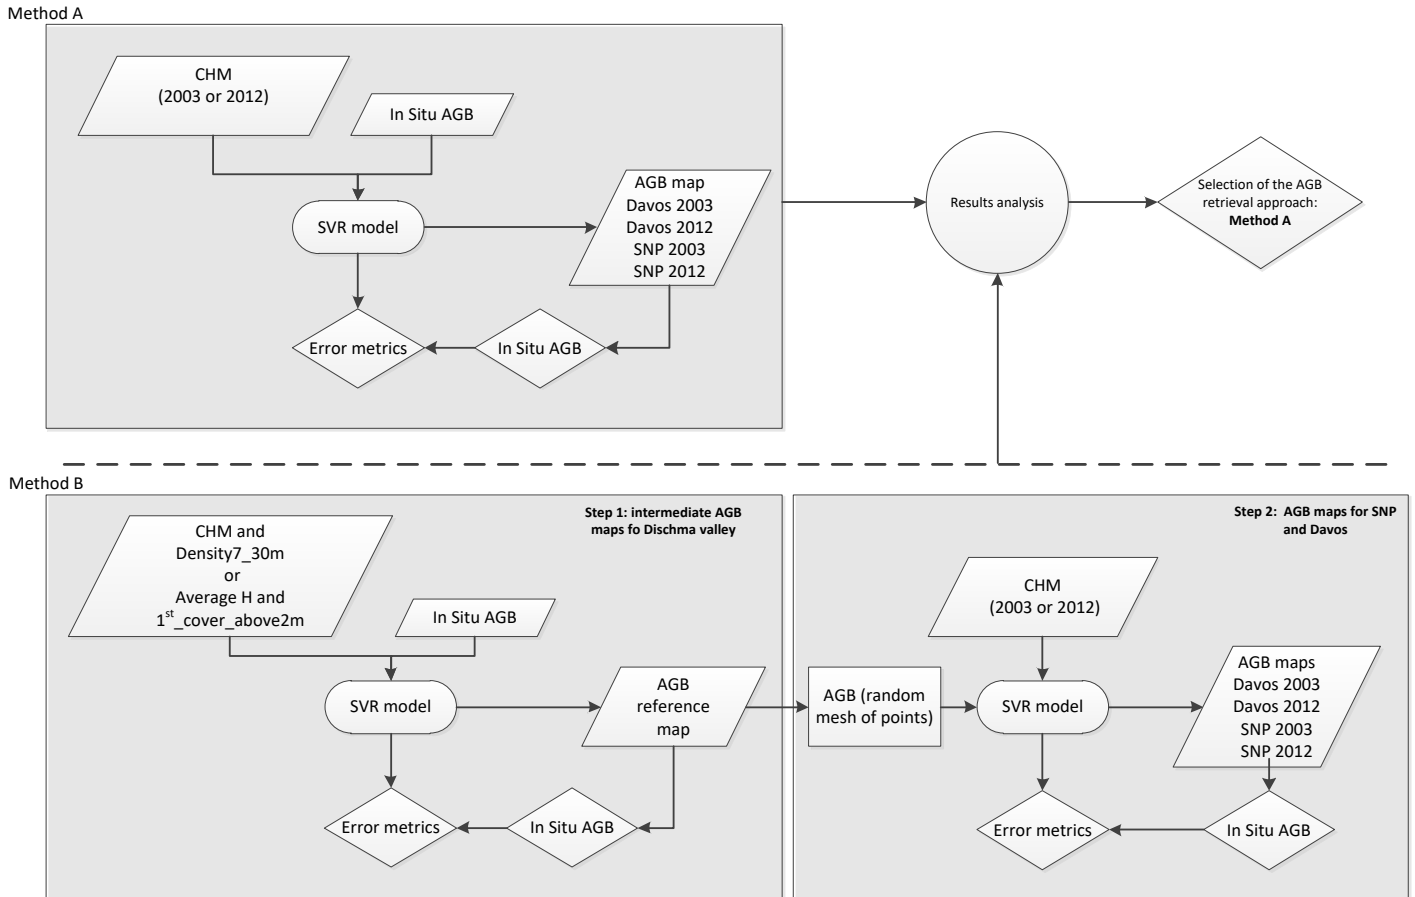 Method A
CHM
(2003 or 2012)
In Situ AGB
SVR model
AGB map
Davos 2003
Davos 2012
SNP 2003
SNP 2012
Error metrics
In Situ AGB
Results analysis
Selection of the AGB
retrieval approach:
Method A
Method B
Step 1: intermediate AGB
maps fo Dischma valley
CHM and
Density7_30m
or
Average H and
1st_cover_above2m
In Situ AGB
SVR model
AGB
reference
map
Error metrics
In Situ AGB
Step 2: AGB maps for SNP
and Davos
CHM
(2003 or 2012)
AGB (random
mesh of points)
SVR model
AGB maps
Davos 2003
Davos 2012
SNP 2003
SNP 2012
Error metrics
In Situ AGB